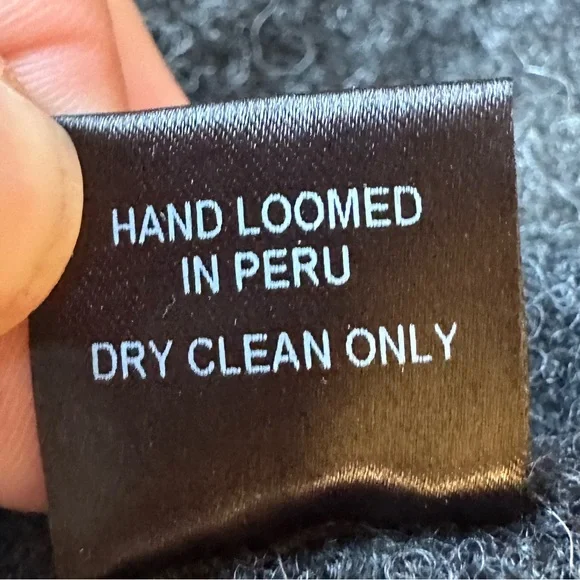 HAND LOOMED
IN PERU
DRY CLEAN ONLY